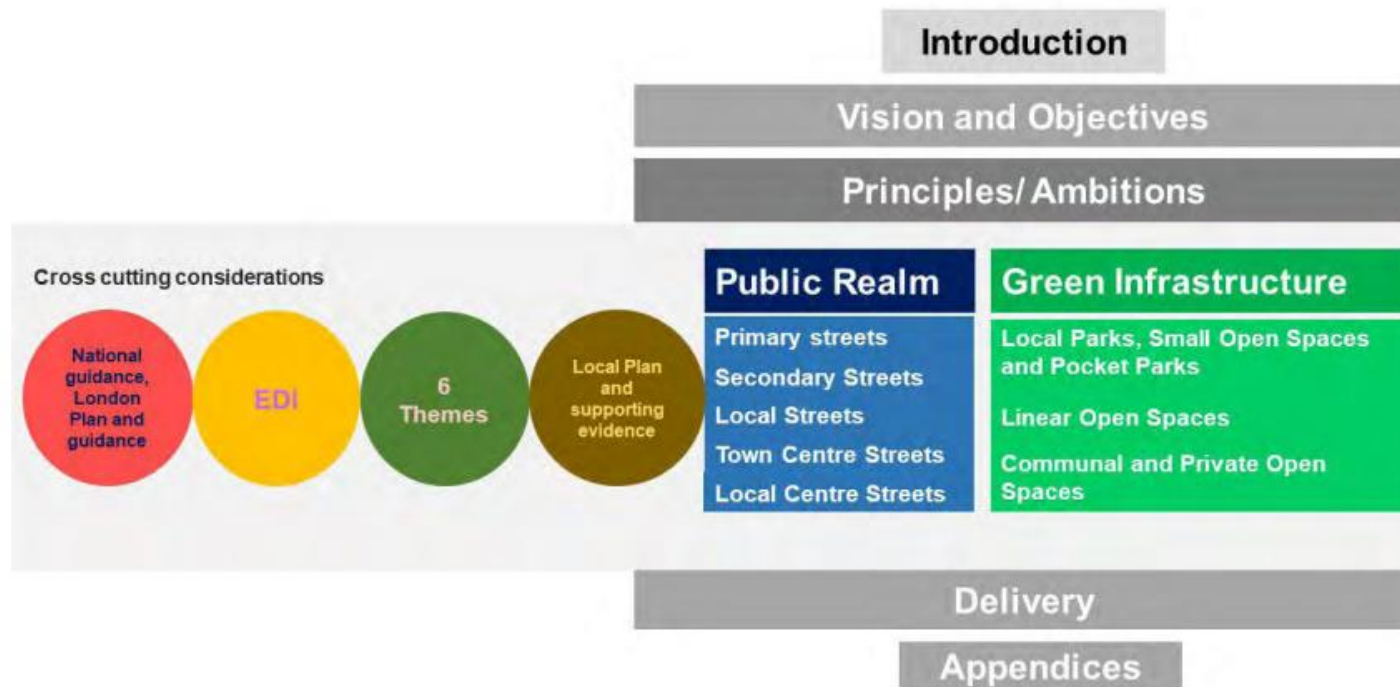 Introduction
Vision and Objectives
Principles/ Ambitions
Cross cutting considerations
National
guidance,
London
Plan and
guidance
EDI
6
Themes
Local Plan
and
supporting
evidence
Public Realm
Primary streets
Secondary Streets
Local Streets
Town Centre Streets
Local Centre Streets
Green Infrastructure
Local Parks, Small Open Spaces
and Pocket Parks
Linear Open Spaces
Communal and Private Open
Spaces
Delivery
Appendices